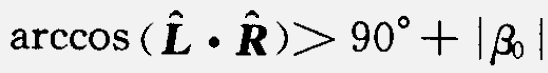 arccos(L̂ • R̂) > 90° + |β₀|